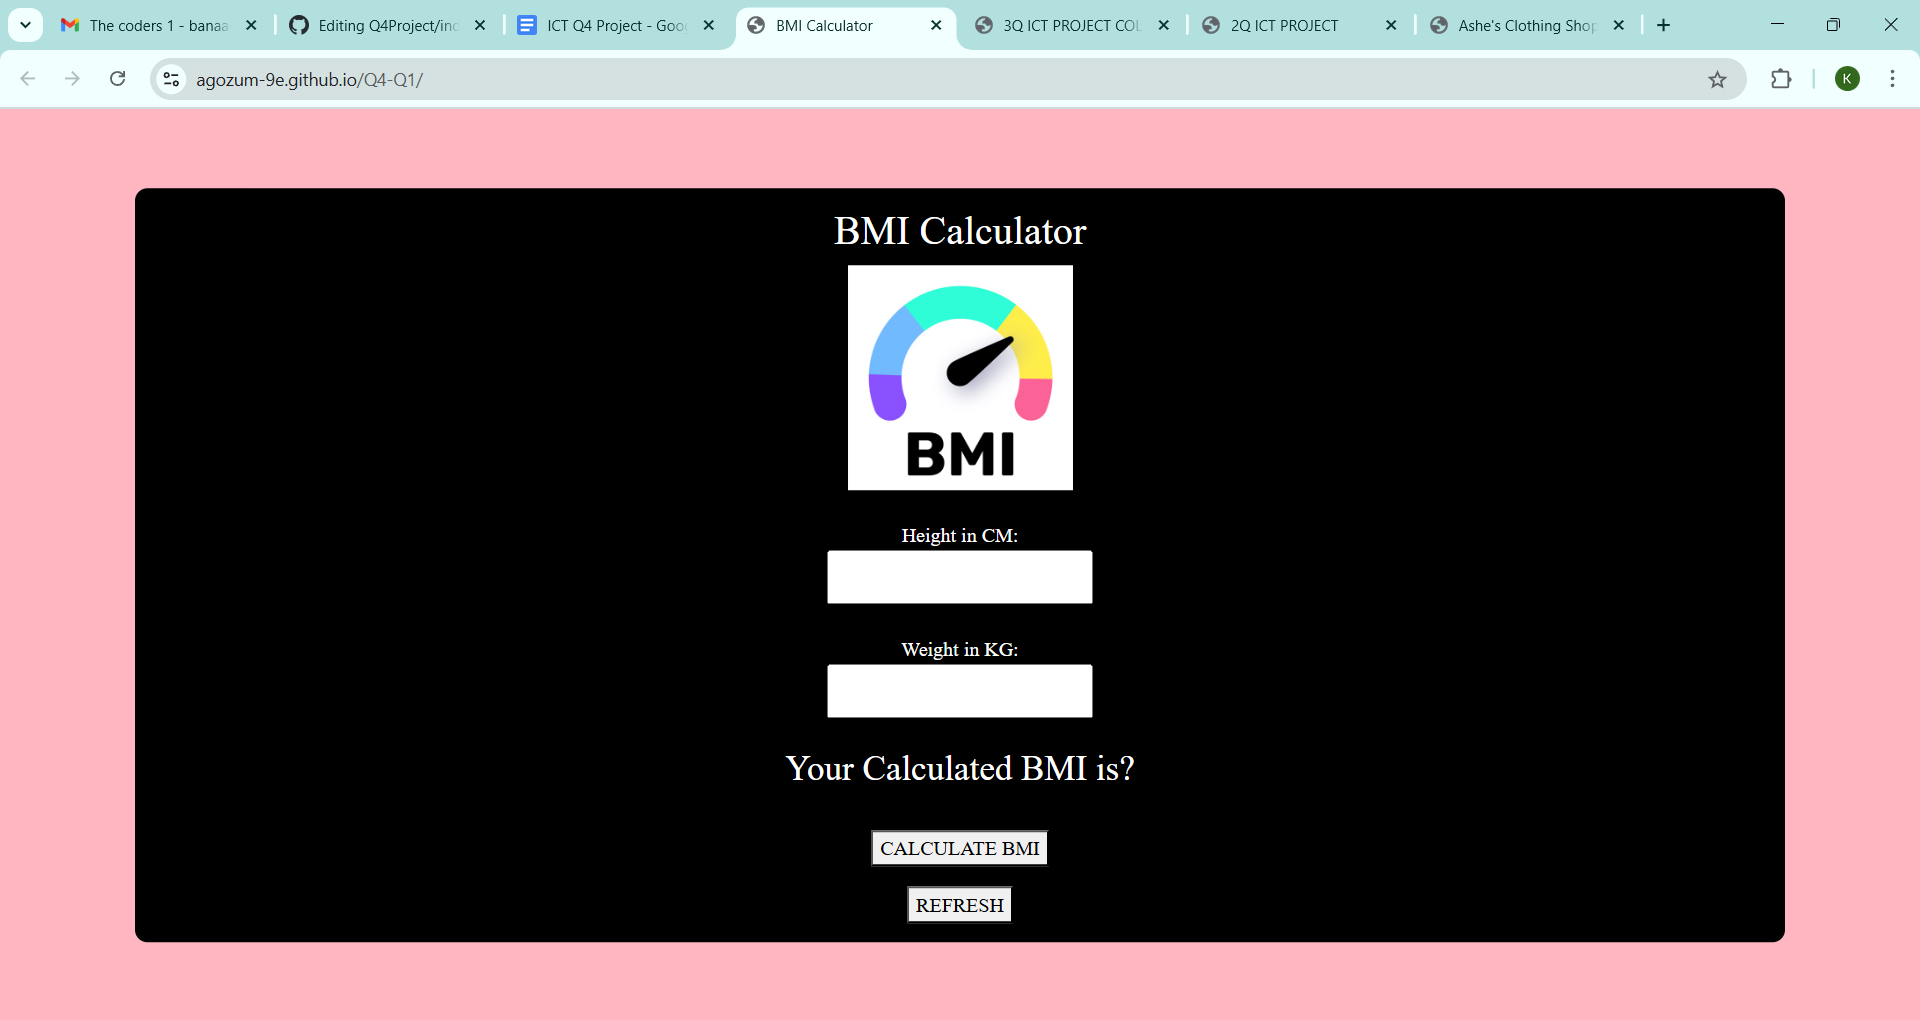 The coders 1 - banaa
Editing Q4Project/inc
ICT Q4 Project - Goo
BMI Calculator
3Q ICT PROJECT COL
2Q ICT PROJECT
Ashe's Clothing Shop
agozum-9e.github.io/Q4-Q1/
K
BMI Calculator
BMI
Height in CM:
Weight in KG:
Your Calculated BMI is?
CALCULATE BMI
REFRESH